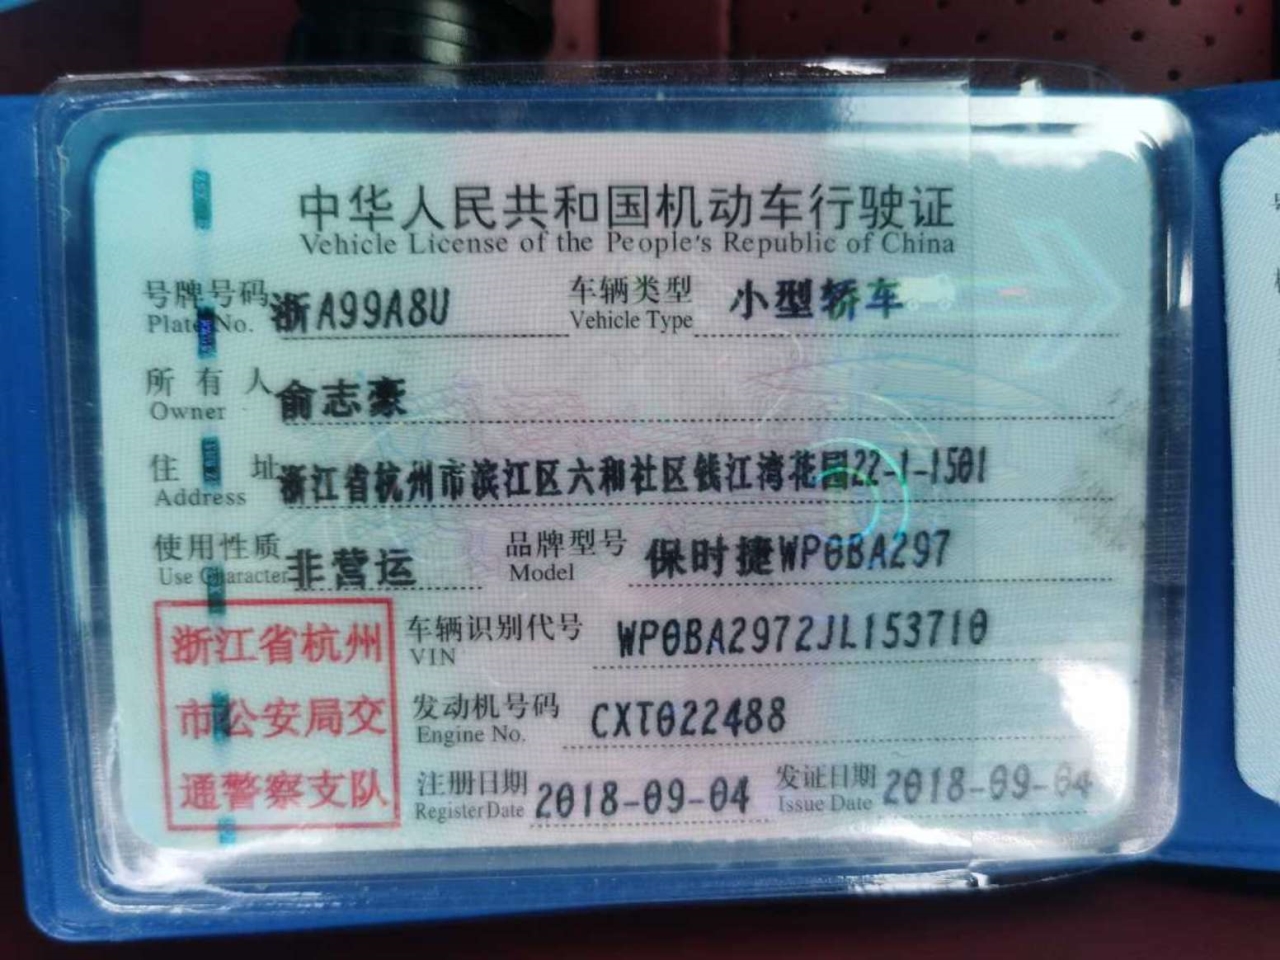 中华人民共和国机动车行驶证
Vehicle License of the People's Republic of China
号牌号码 浙A99A8U 车辆类型 小型轿车
Plate No. Vehicle Type
所有人 俞志豪
Owner
住址 浙江省杭州市滨江区六和社区钱江湾花园22-1-1501
Address
使用性质 非营运 品牌型号 保时捷WP0BA297
Use Character Model
浙江省杭州 车辆识别代号 WP0BA2972JL153710
VIN
市公安局交 发动机号码 CXT022488
Engine No.
通警察支队 注册日期 2018-09-04 发证日期 2018-09-04
Register Date Issue Date